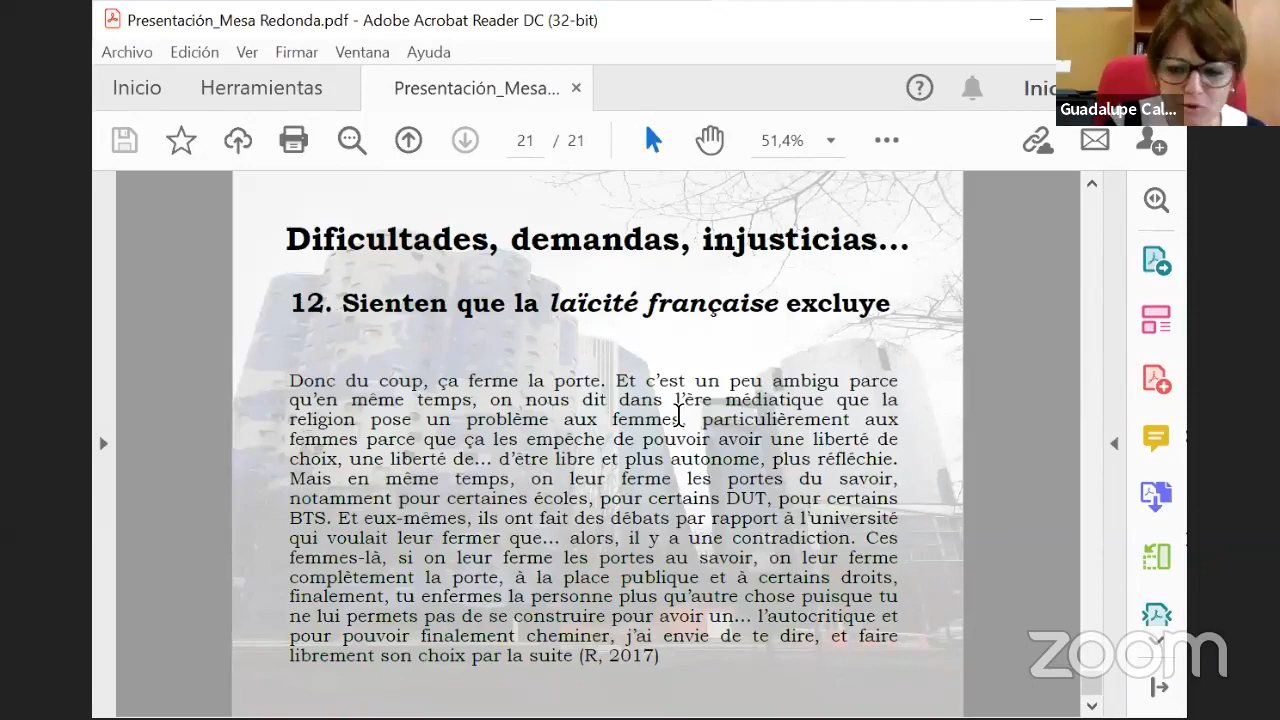 Presentación_Mesa Redonda.pdf - Adobe Acrobat Reader DC (32-bit)
Archivo Edición Ver Firmar Ventana Ayuda
Inicio Herramientas Presentación_Mesa... × Inic
Guadalupe Cal...
21 / 21 51,4%
Dificultades, demandas, injusticias...
12. Sienten que la laïcité française excluye
Donc du coup, ça ferme la porte. Et c'est un peu ambigu parce
qu'en même temps, on nous dit dans l'ère médiatique que la
religion pose un problème aux femmes particulièrement aux
femmes parce que ça les empêche de pouvoir avoir une liberté de
choix, une liberté de... d'être libre et plus autonome, plus réfléchie.
Mais en même temps, on leur ferme les portes du savoir,
notamment pour certaines écoles, pour certains DUT, pour certains
BTS. Et eux-mêmes, ils ont fait des débats par rapport à l'université
qui voulait leur fermer que... alors, il y a une contradiction. Ces
femmes-là, si on leur ferme les portes au savoir, on leur ferme
complètement la porte, à la place publique et à certains droits,
finalement, tu enfermes la personne plus qu'autre chose puisque tu
ne lui permets pas de se construire pour avoir un... l'autocritique et
pour pouvoir finalement cheminer, j'ai envie de te dire, et faire
librement son choix par la suite (R, 2017)
zoom